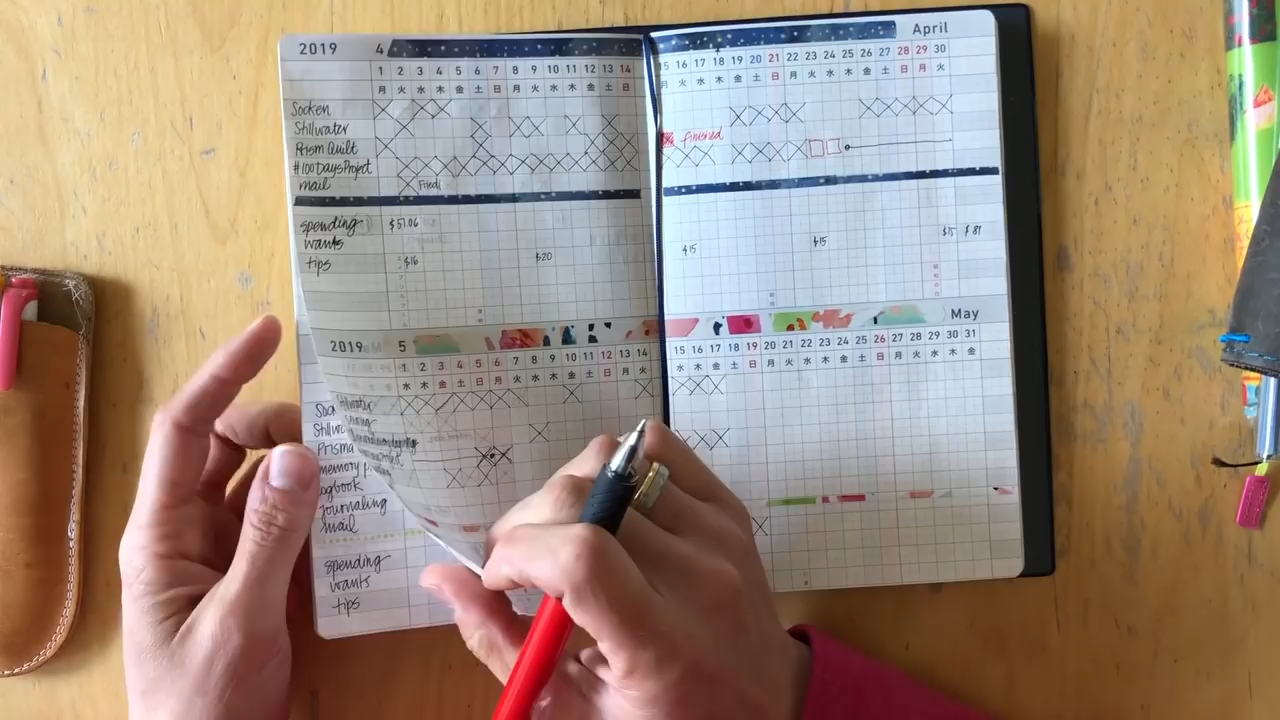 2019 4
April
1 2 3 4 5 6 7 8 9 10 11 12 13 14
15 16 17 18 19 20 21 22 23 24 25 26 27 28 29 30
月 火 水 木 金 土 日 月 火 水 木 金 土 日
月 火 水 木 金 土 日 月 火 水 木 金 土 日 月 火
Socken
Stillwater
finished
Prism Quilt
#100DaysProject
mail
spending $57.06
$15 $81
wants
$15 $15
tips $16 $20
2019 5
May
1 2 3 4 5 6 7 8 9 10 11 12 13 14
15 16 17 18 19 20 21 22 23 24 25 26 27 28 29 30 31
水 木 金 土 日 月 火 水 木 金 土 日 月 火
水 木 金 土 日 月 火 水 木 金 土 日 月 火 水 木 金
Prisma
journaling
mail
spending
wants
tips